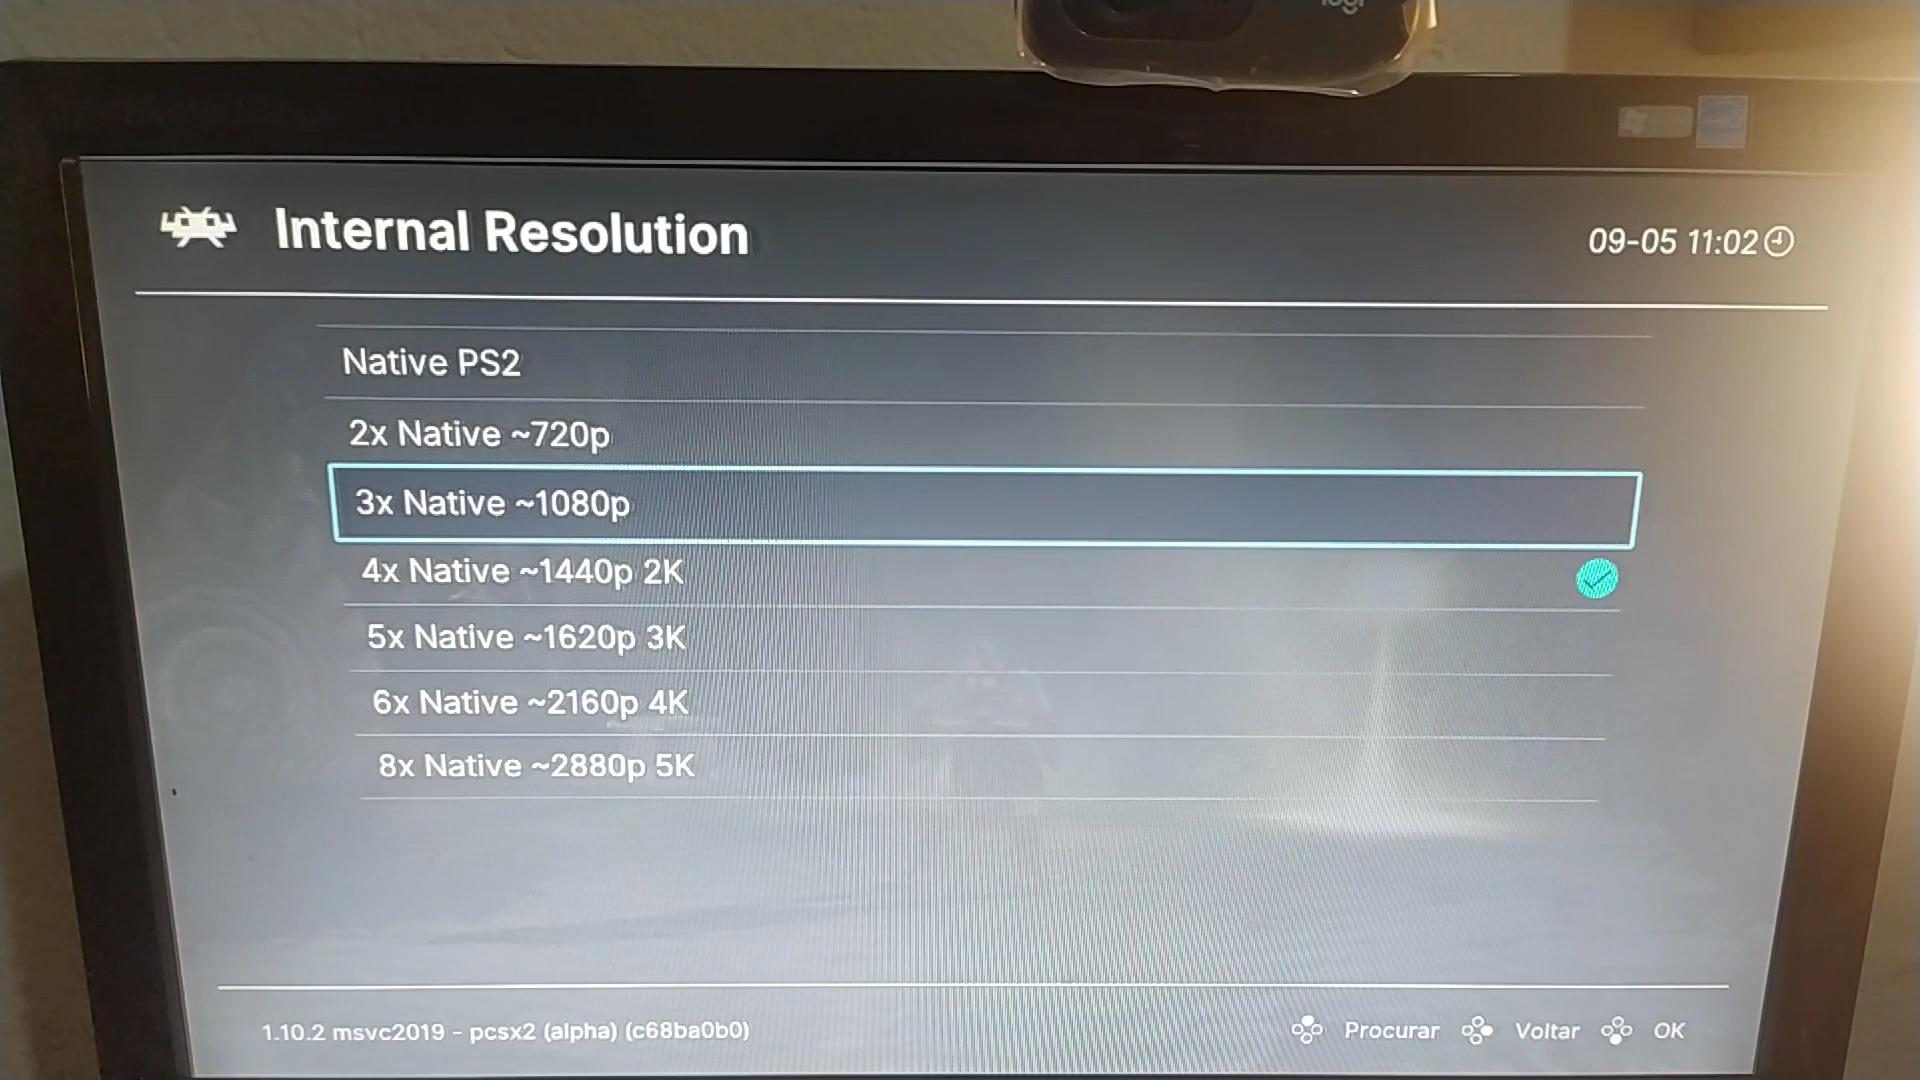 Internal Resolution
09-05 11:02
Native PS2
2x Native ~720p
3x Native ~1080p
4x Native ~1440p 2K
5x Native ~1620p 3K
6x Native ~2160p 4K
8x Native ~2880p 5K
1.10.2 msvc2019 - pcsx2 (alpha) (c68ba0b0)
Procurar Voltar OK